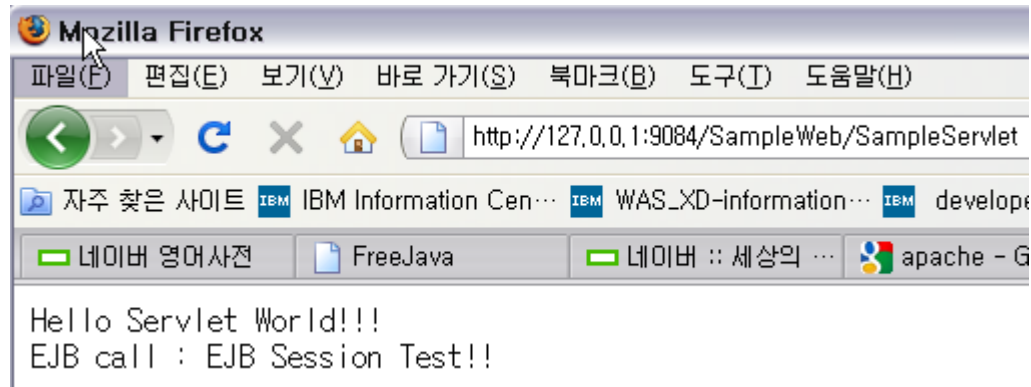 Mozilla Firefox
파일(F) 편집(E) 보기(V) 바로 가기(S) 북마크(B) 도구(T) 도움말(H)
http://127.0.0.1:9084/SampleWeb/SampleServlet
자주 찾은 사이트 IBM IBM Information Cen… IBM WAS_XD-information… IBM develope
네이버 영어사전 FreeJava 네이버 :: 세상의 … apache - G
Hello Servlet World!!!
EJB call : EJB Session Test!!